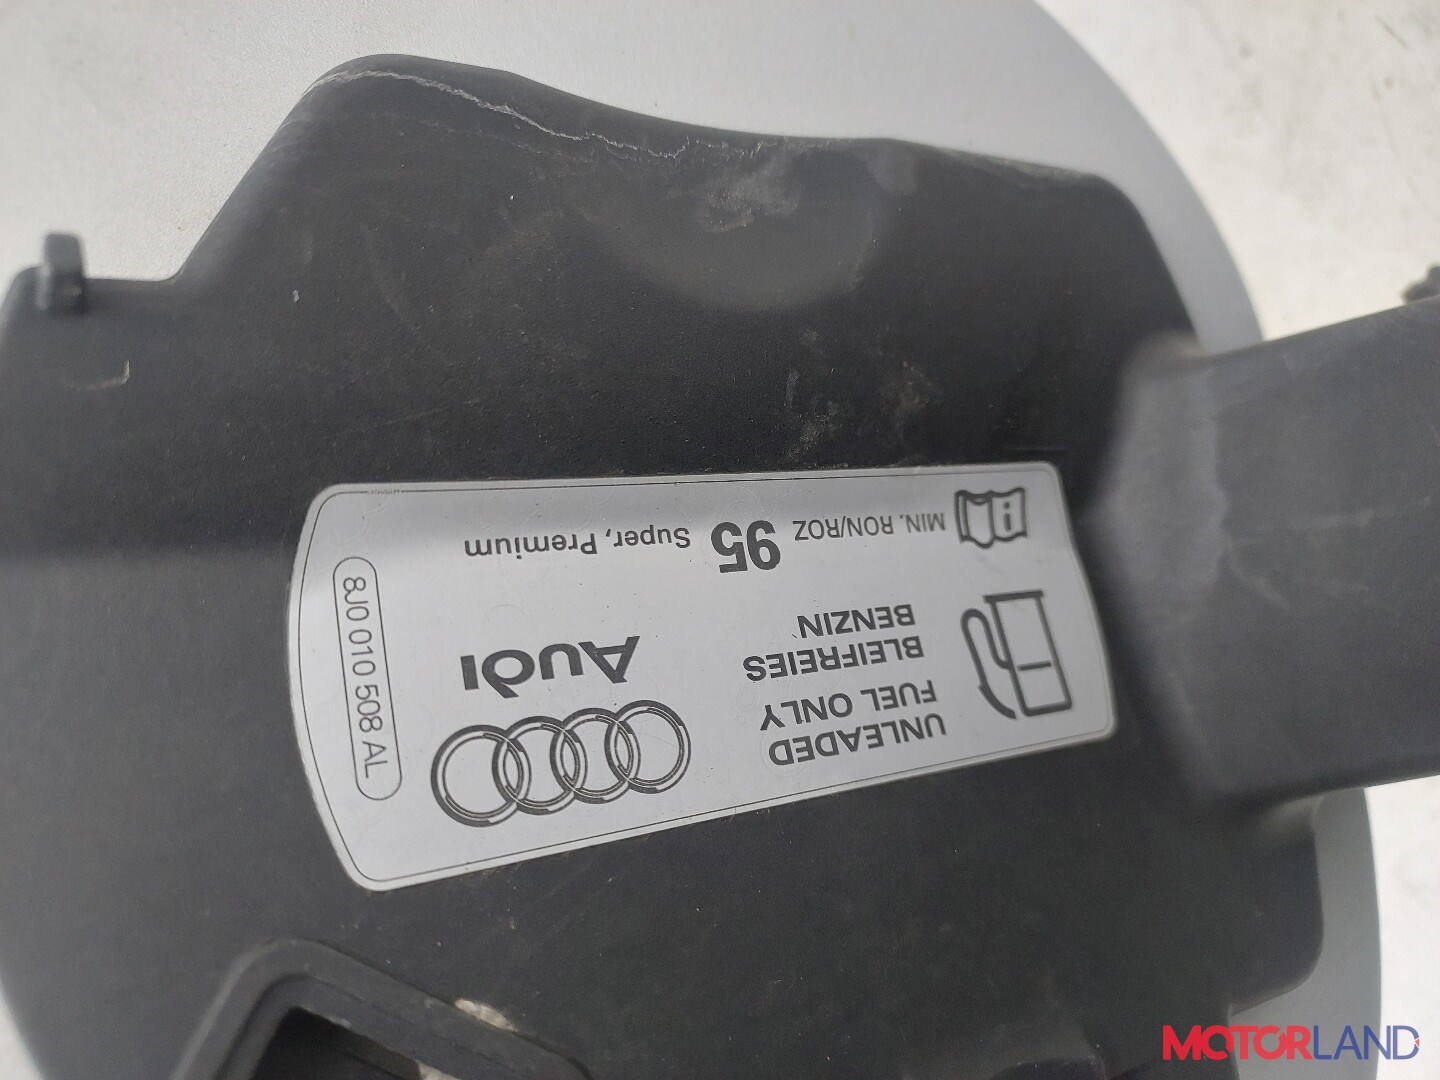 UNLEADED
FUEL ONLY
BLEIFREIES
BENZIN
Audi
MIN. RON/ROZ 95 Super, Premium
8J0 010 508 AL
MOTORLAND